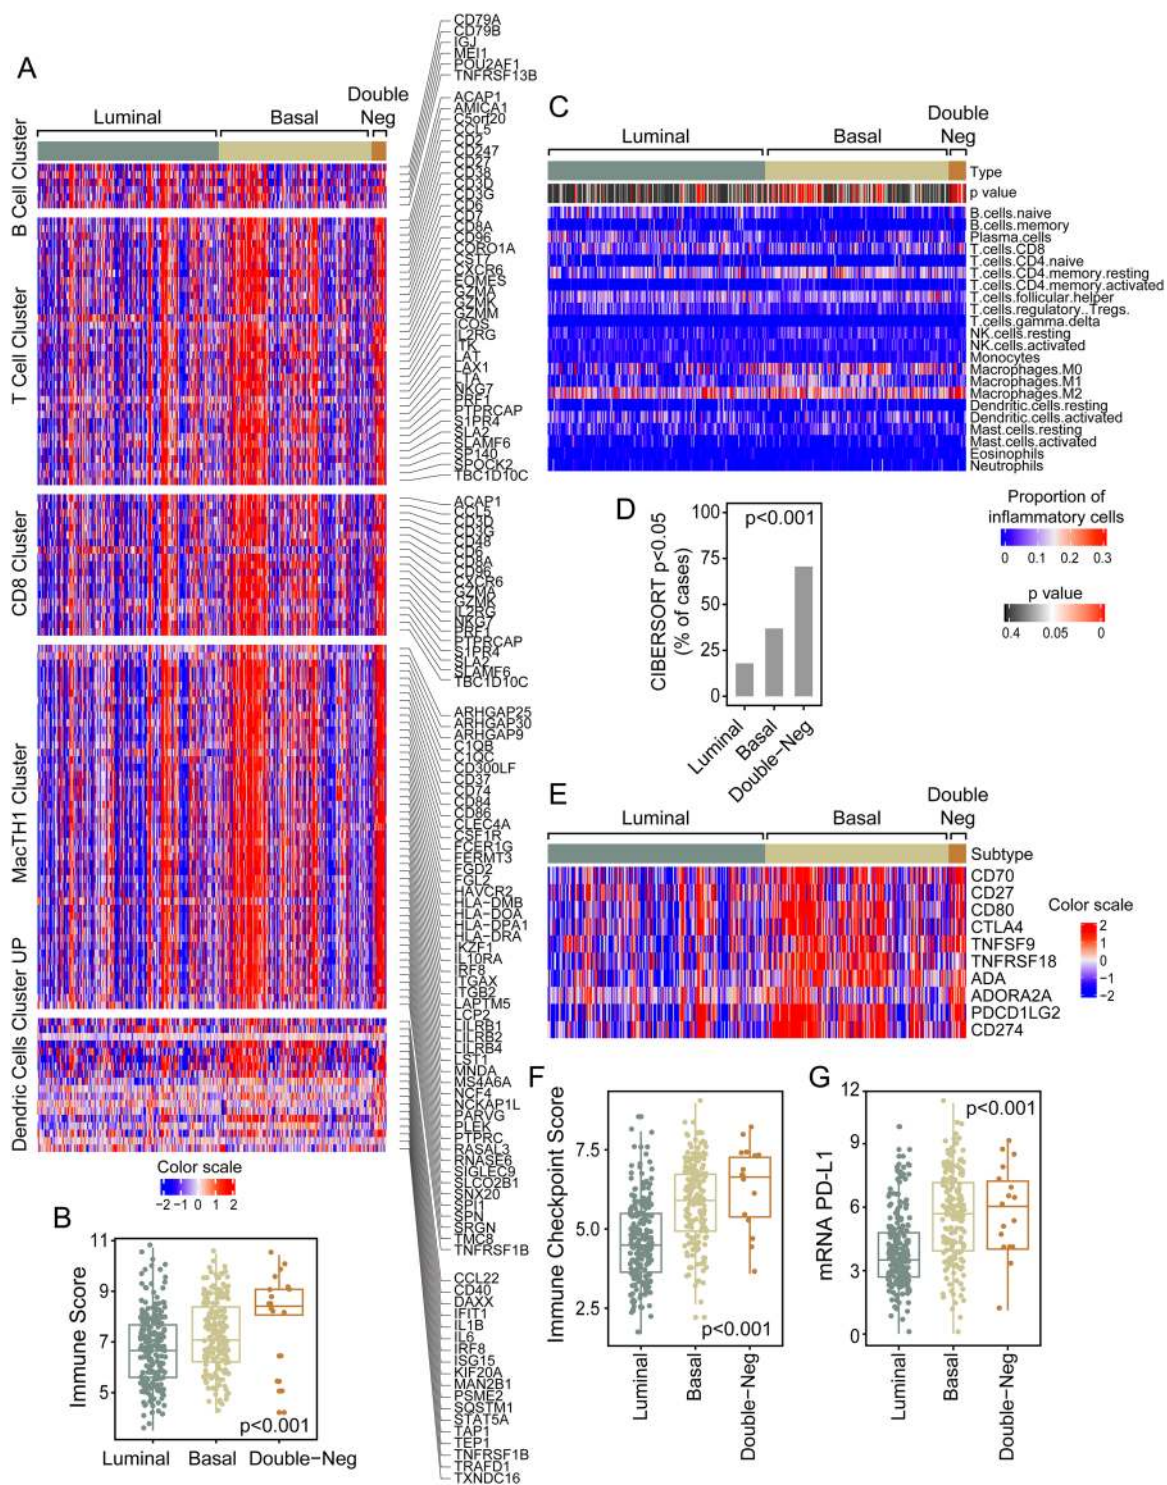 A
Luminal
Basal
Double
Neg
B Cell Cluster
T Cell Cluster
CD8 Cluster
MacTH1 Cluster
Dendric Cells Cluster UP
CD79A
CD79B
IGJ
MEI1
POU2AF1
TNFRSF13B
ACAP1
AMICA1
C5orf20
CCL5
CD2
CD247
CD27
CD38
CD3D
CD3G
CD6
CD7
CD8A
CD96
CORO1A
CST7
CXCR6
EOMES
GZMA
GZMK
GZMM
ICOS
IL2RG
ITK
LAT
LAX1
LTA
NKG7
PRF1
PTPRCAP
S1PR4
SLA2
SLAMF6
SP140
SPOCK2
TBC1D10C
ACAP1
CCL5
CD3D
CD3G
CD48
CD6
CD8A
CD96
CXCR6
GZMA
GZMK
IL2RG
NKG7
PRF1
PTPRCAP
S1PR4
SLA2
SLAMF6
TBC1D10C
ARHGAP25
ARHGAP30
ARHGAP9
C1QB
C1QC
CD300LF
CD37
CD74
CD84
CD86
CLEC4A
CSF1R
FCER1G
FERMT3
FGD2
FGL2
HAVCR2
HLA-DMB
HLA-DOA
HLA-DPA1
HLA-DRA
IKZF1
IL10RA
IRF8
ITGAX
ITGB2
LAPTM5
LCP2
LILRB1
LILRB2
LILRB4
LST1
MNDA
MS4A6A
NCF4
NCKAP1L
PARVG
PLEK
PTPRC
RASAL3
RNASE6
SIGLEC9
SLCO2B1
SNX20
SPI1
SPN
SRGN
TMC8
TNFRSF1B
CCL22
CD40
DAXX
IFIT1
IL1B
IL6
IRF8
ISG15
KIF20A
MAN2B1
PSME2
SQSTM1
STAT5A
TAP1
TEP1
TNFRSF1B
TRAFD1
TXNDC16
Color scale
−2 −1 0 1 2
B
Immune Score
11
9
7
5
p<0.001
Luminal Basal Double−Neg
C
Luminal
Basal
Double
Neg
Type
p value
B.cells.naive
B.cells.memory
Plasma.cells
T.cells.CD8
T.cells.CD4.naive
T.cells.CD4.memory.resting
T.cells.CD4.memory.activated
T.cells.follicular.helper
T.cells.regulatory..Tregs.
T.cells.gamma.delta
NK.cells.resting
NK.cells.activated
Monocytes
Macrophages.M0
Macrophages.M1
Macrophages.M2
Dendritic.cells.resting
Dendritic.cells.activated
Mast.cells.resting
Mast.cells.activated
Eosinophils
Neutrophils
Proportion of
inflammatory cells
0 0.1 0.2 0.3
p value
0.4 0.05 0
D
CIBERSORT p<0.05
(% of cases)
100
75
50
25
0
p<0.001
Luminal
Basal
Double−Neg
E
Luminal
Basal
Double
Neg
Subtype
CD70
CD27
CD80
CTLA4
TNFSF9
TNFRSF18
ADA
ADORA2A
PDCD1LG2
CD274
Color scale
2
1
0
−1
−2
F
Immune Checkpoint Score
7.5
5.0
2.5
p<0.001
Luminal
Basal
Double−Neg
G
mRNA PD-L1
12
9
6
3
0
p<0.001
Luminal
Basal
Double−Neg